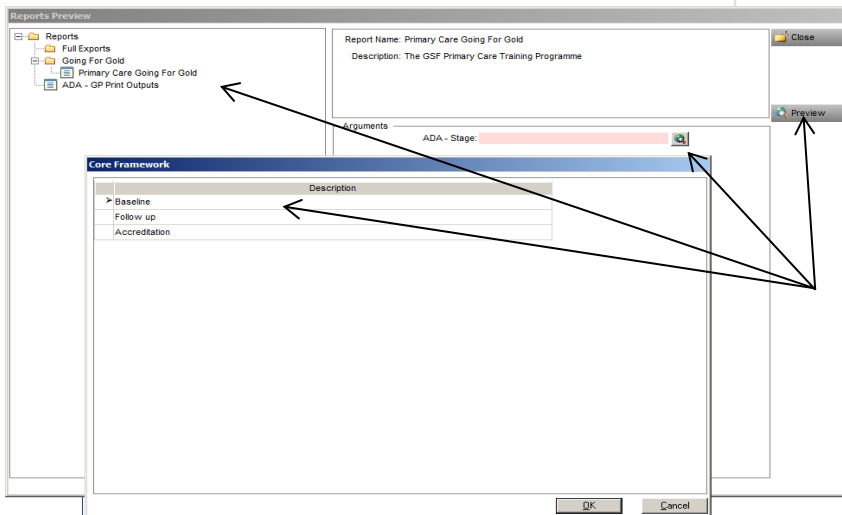 Reports Preview
Reports
Full Exports
Going For Gold
Primary Care Going For Gold
ADA - GP Print Outputs
Report Name: Primary Care Going For Gold
Description: The GSF Primary Care Training Programme
Close
Preview
Arguments
ADA - Stage:
Core Framework
Description
Baseline
Follow up
Accreditation
OK
Cancel